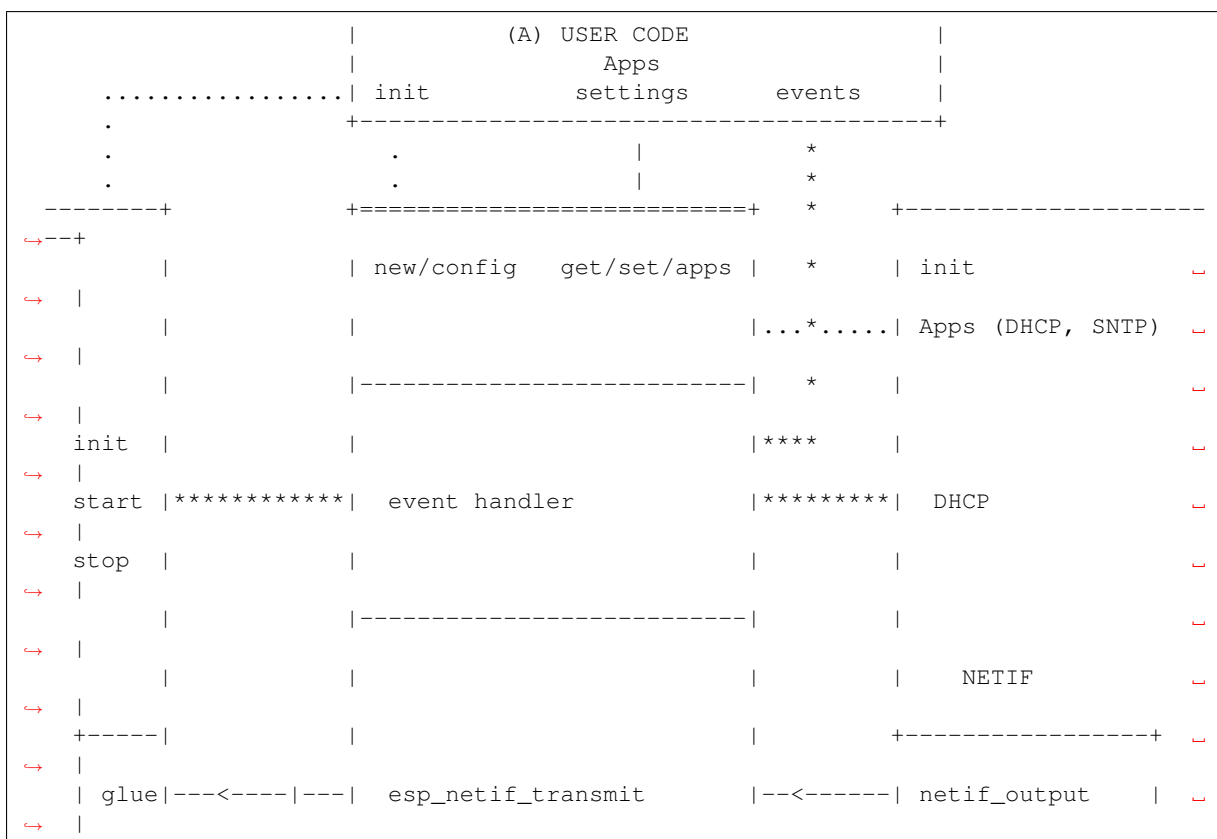 |          (A) USER CODE                 |
                       |                 Apps                   |
      .................| init          settings      events     |
      .                +----------------------------------------+
      .                   .                |           *
      .                   .                |           *
  --------+            +===========================+   *     +---------------------
↪--+
          |            | new/config   get/set/apps |   *     | init               ␣
↪  |
          |            |                           |...*.....| Apps (DHCP, SNTP)  ␣
↪  |
          |            |---------------------------|   *     |                    ␣
↪  |
    init  |            |                           |****     |                    ␣
↪  |
    start |************|  event handler            |*********|  DHCP              ␣
↪  |
    stop  |            |                           |         |                    ␣
↪  |
          |            |---------------------------|         |                    ␣
↪  |
          |            |                           |         |    NETIF           ␣
↪  |
    +-----|            |                           |         +-----------------+  ␣
↪  |
    | glue|---<----|---|  esp_netif_transmit       |--<------| netif_output    |  ␣
↪  |